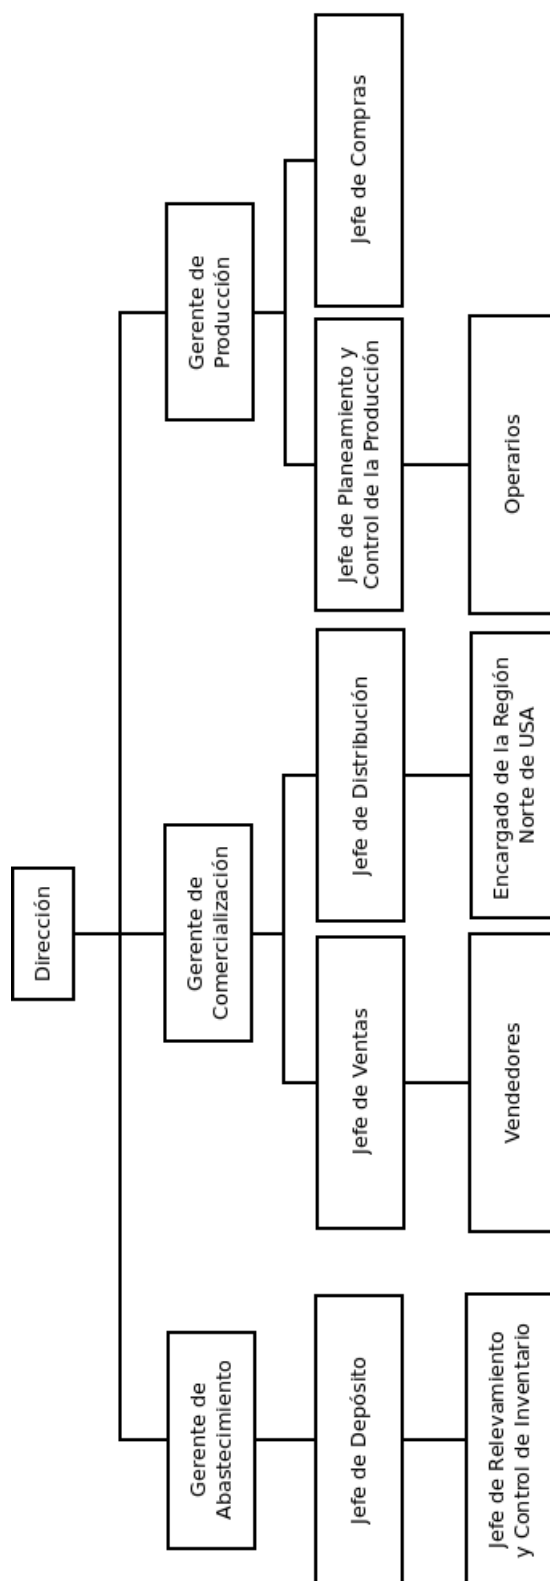 Dirección
Gerente de
Abastecimiento
Gerente de
Comercialización
Gerente de
Producción
Jefe de Depósito
Jefe de Ventas
Jefe de Distribución
Jefe de Planeamiento y
Control de la Producción
Jefe de Compras
Jefe de Relevamiento
y Control de Inventario
Vendedores
Encargado de la Región
Norte de USA
Operarios